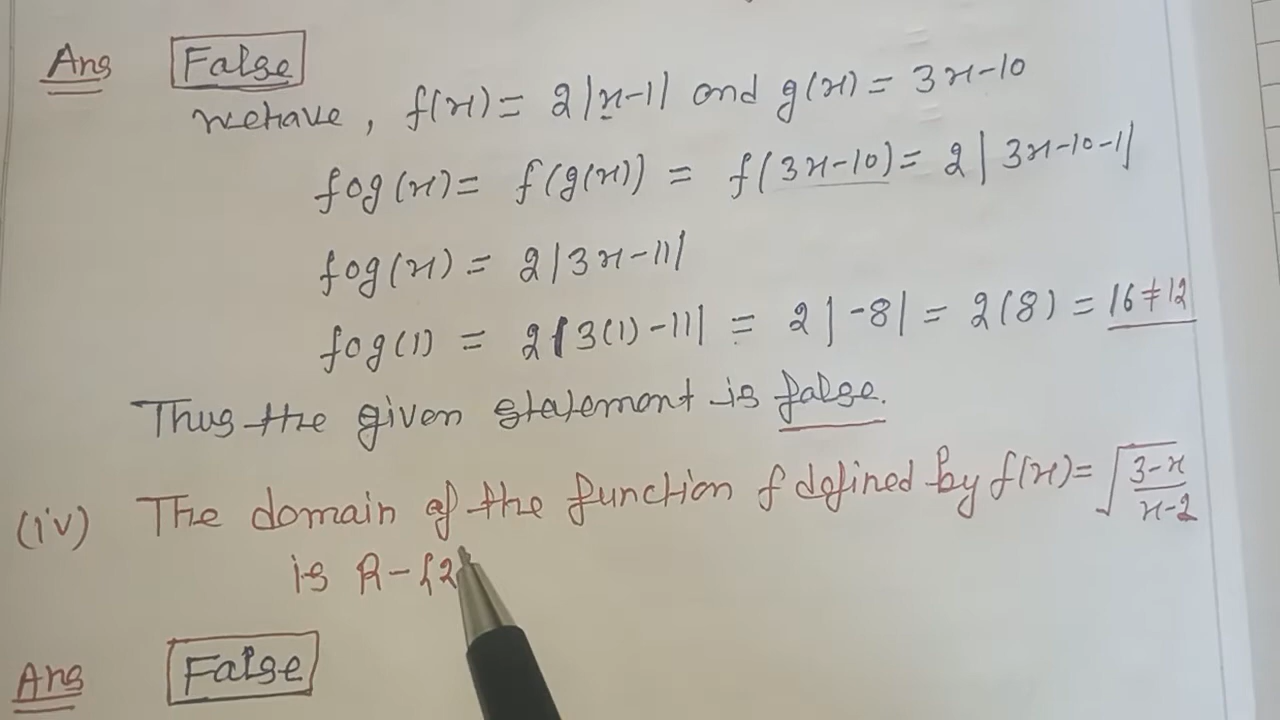 Ans False
we have, f(x) = 2|x-1| and g(x) = 3x-10
fog(x) = f(g(x)) = f(3x-10) = 2|3x-10-1|
fog(x) = 2|3x-11|
fog(1) = 2|3(1)-11| = 2|-8| = 2(8) = 16≠12
Thus the given statement is false.
(iv) The domain of the function f defined by f(x) = √((3-x)/(x-2))
is R-{2
Ans False